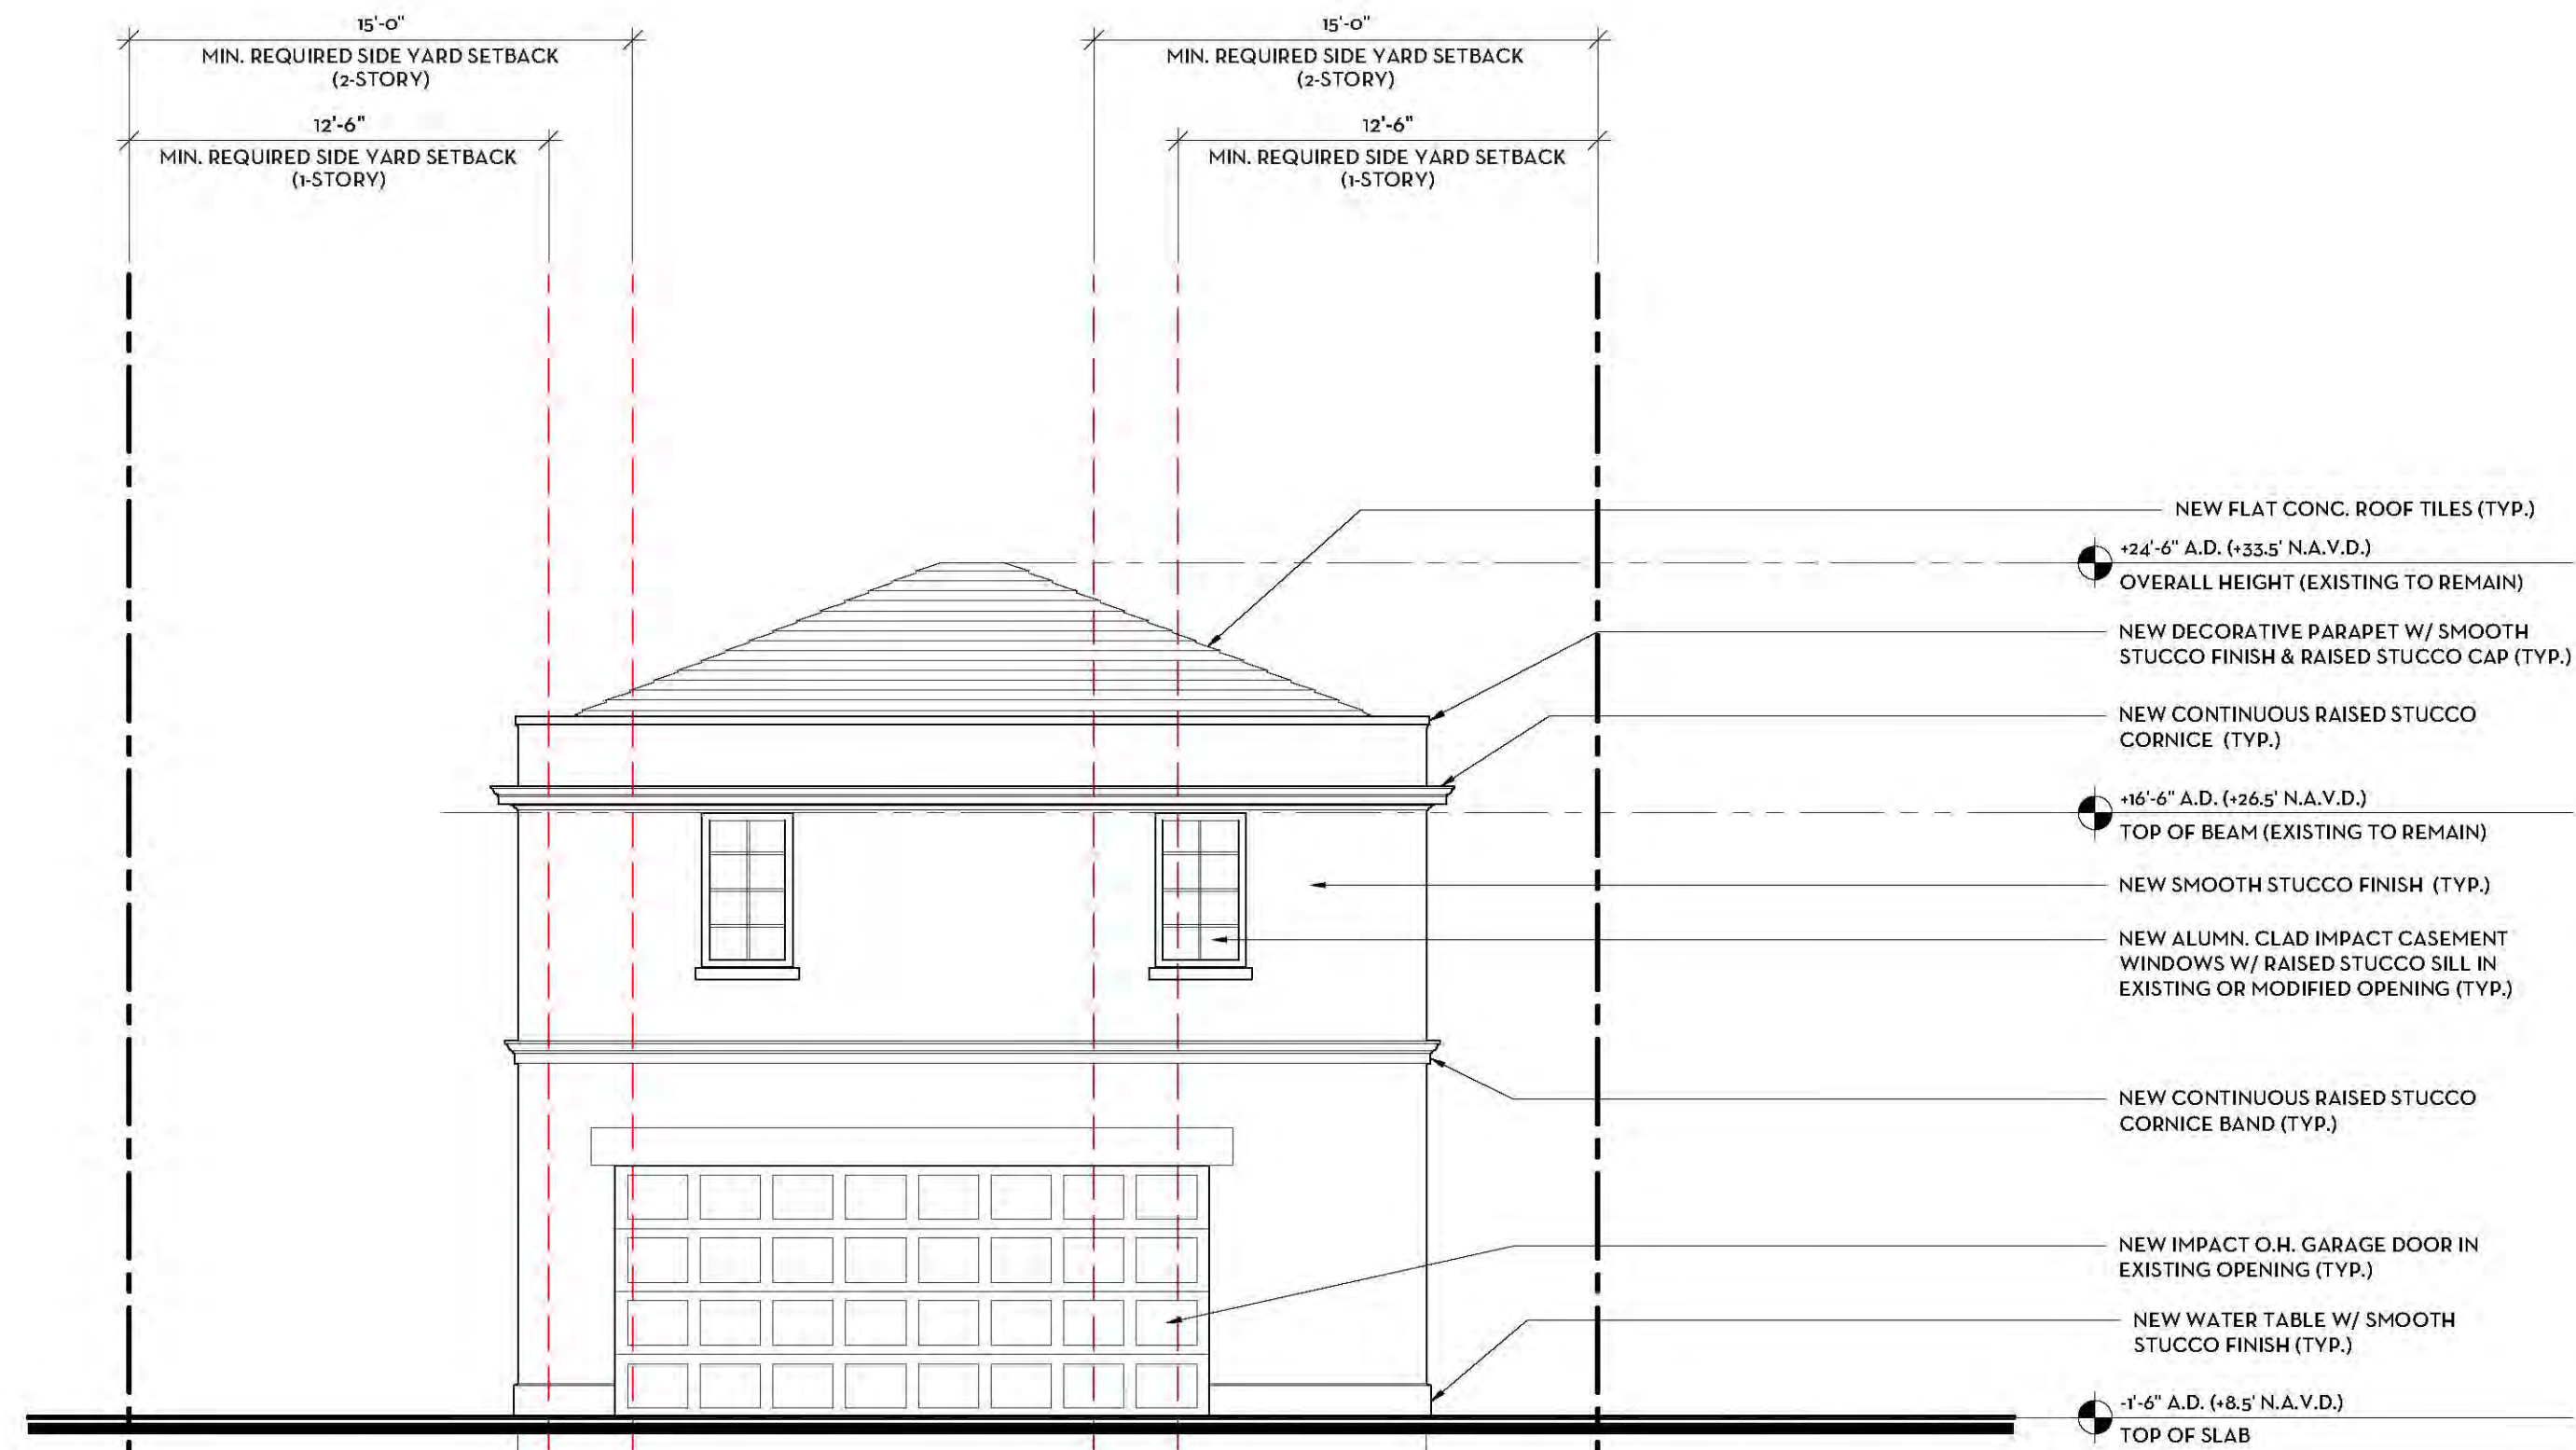 15'-0"
MIN. REQUIRED SIDE YARD SETBACK
(2-STORY)
12'-6"
MIN. REQUIRED SIDE YARD SETBACK
(1-STORY)
15'-0"
MIN. REQUIRED SIDE YARD SETBACK
(2-STORY)
12'-6"
MIN. REQUIRED SIDE YARD SETBACK
(1-STORY)
NEW FLAT CONC. ROOF TILES (TYP.)
+24'-6" A.D. (+33.5' N.A.V.D.)
OVERALL HEIGHT (EXISTING TO REMAIN)
NEW DECORATIVE PARAPET W/ SMOOTH
STUCCO FINISH & RAISED STUCCO CAP (TYP.)
NEW CONTINUOUS RAISED STUCCO
CORNICE (TYP.)
+16'-6" A.D. (+26.5' N.A.V.D.)
TOP OF BEAM (EXISTING TO REMAIN)
NEW SMOOTH STUCCO FINISH (TYP.)
NEW ALUMN. CLAD IMPACT CASEMENT
WINDOWS W/ RAISED STUCCO SILL IN
EXISTING OR MODIFIED OPENING (TYP.)
NEW CONTINUOUS RAISED STUCCO
CORNICE BAND (TYP.)
NEW IMPACT O.H. GARAGE DOOR IN
EXISTING OPENING (TYP.)
NEW WATER TABLE W/ SMOOTH
STUCCO FINISH (TYP.)
-1'-6" A.D. (+8.5' N.A.V.D.)
TOP OF SLAB